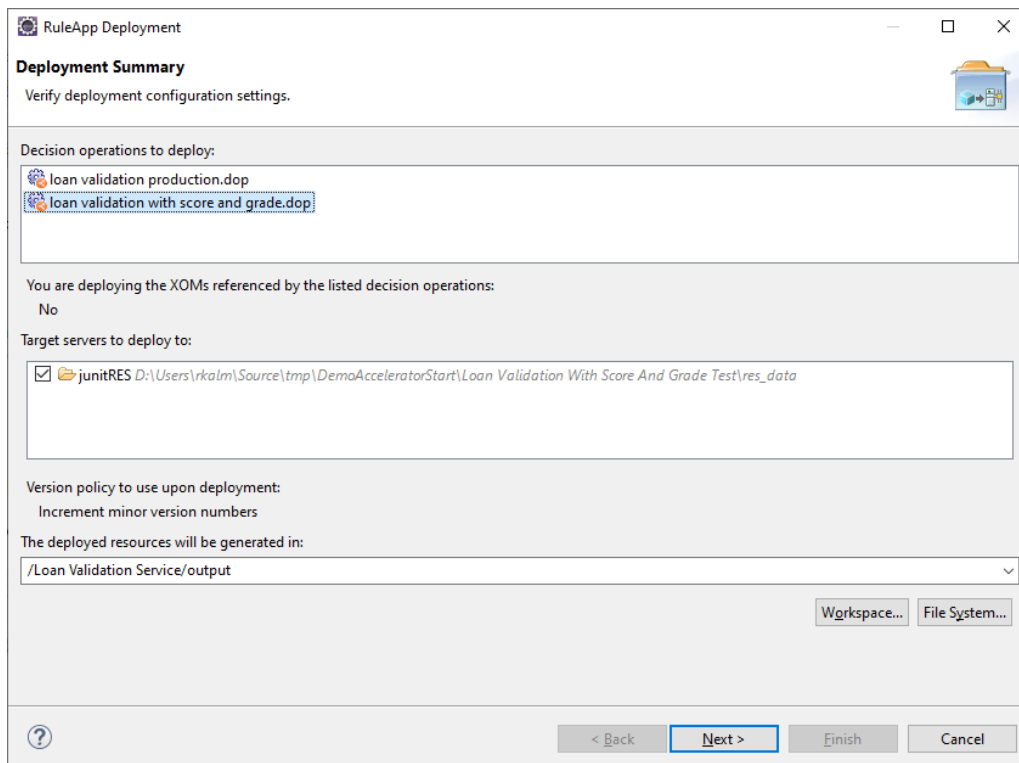 RuleApp Deployment
Deployment Summary
Verify deployment configuration settings.
Decision operations to deploy:
loan validation production.dop
loan validation with score and grade.dop
You are deploying the XOMs referenced by the listed decision operations:
No
Target servers to deploy to:
junitRES D:\Users\rkalm\Source\tmp\DemoAcceleratorStart\Loan Validation With Score And Grade Test\res_data
Version policy to use upon deployment:
Increment minor version numbers
The deployed resources will be generated in:
/Loan Validation Service/output
Workspace... File System...
? < Back Next > Finish Cancel